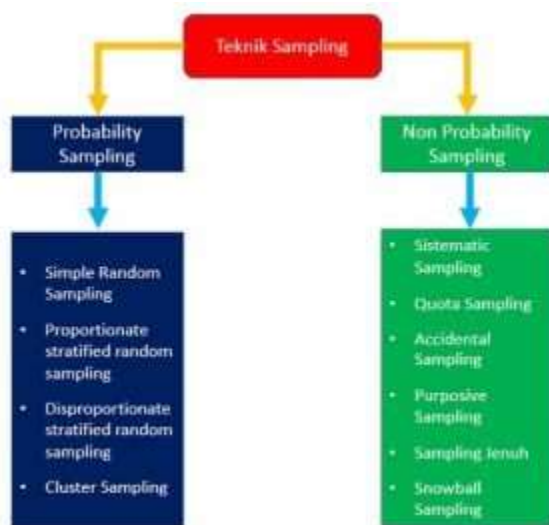 Teknik Sampling
Probability
Sampling
• Simple Random
Sampling
• Proportionate
stratified random
sampling
• Disproportionate
stratified random
sampling
• Cluster Sampling
Non Probability
Sampling
• Sistematic
Sampling
• Quota Sampling
• Accidental
Sampling
• Purposive
Sampling
• Sampling Jenuh
• Snowball
Sampling